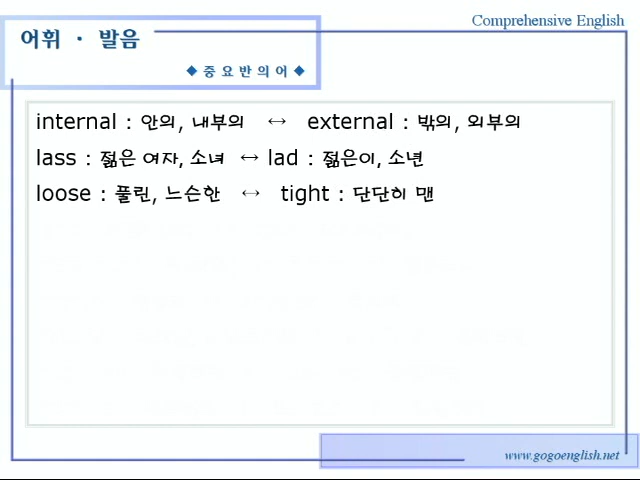 Comprehensive English
어휘 · 발음
◆ 중 요 반 의 어 ◆
internal : 안의, 내부의 ↔ external : 밖의, 외부의
lass : 젊은 여자, 소녀 ↔ lad : 젊은이, 소년
loose : 풀린, 느슨한 ↔ tight : 단단히 맨
www.gogoenglish.net